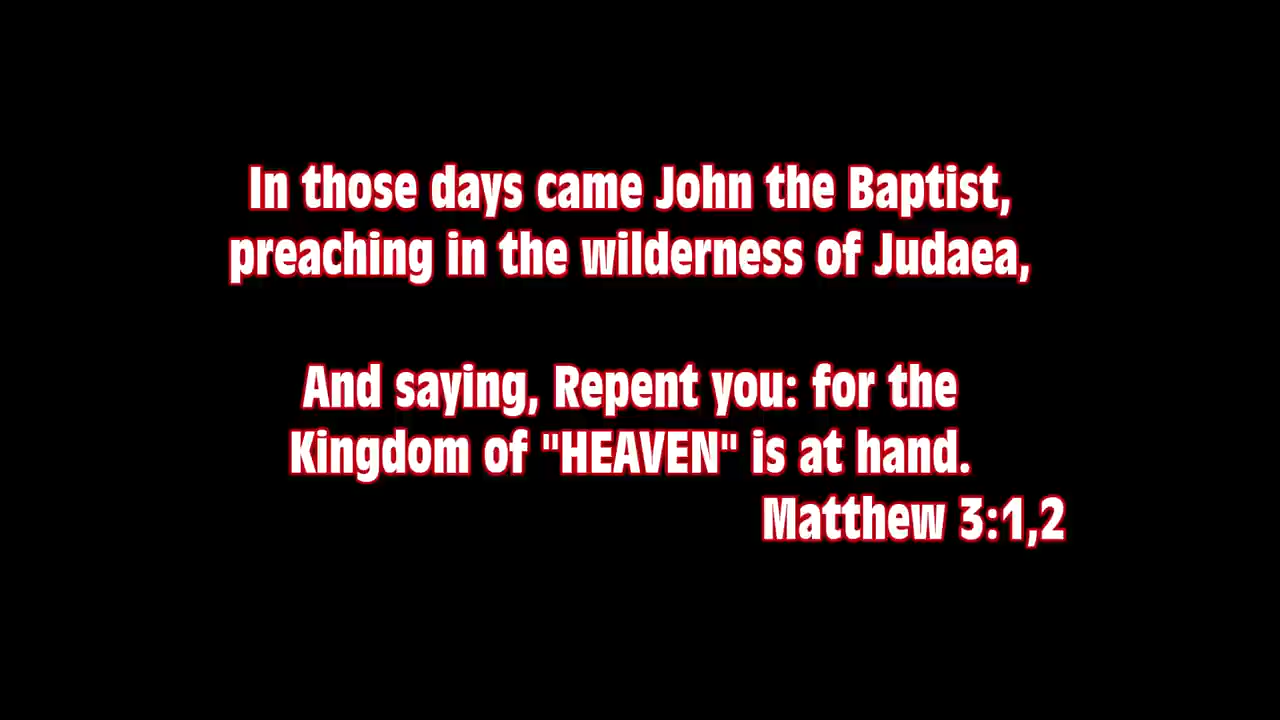 In those days came John the Baptist,
preaching in the wilderness of Judaea,
And saying, Repent you: for the
Kingdom of "HEAVEN" is at hand.
Matthew 3:1,2